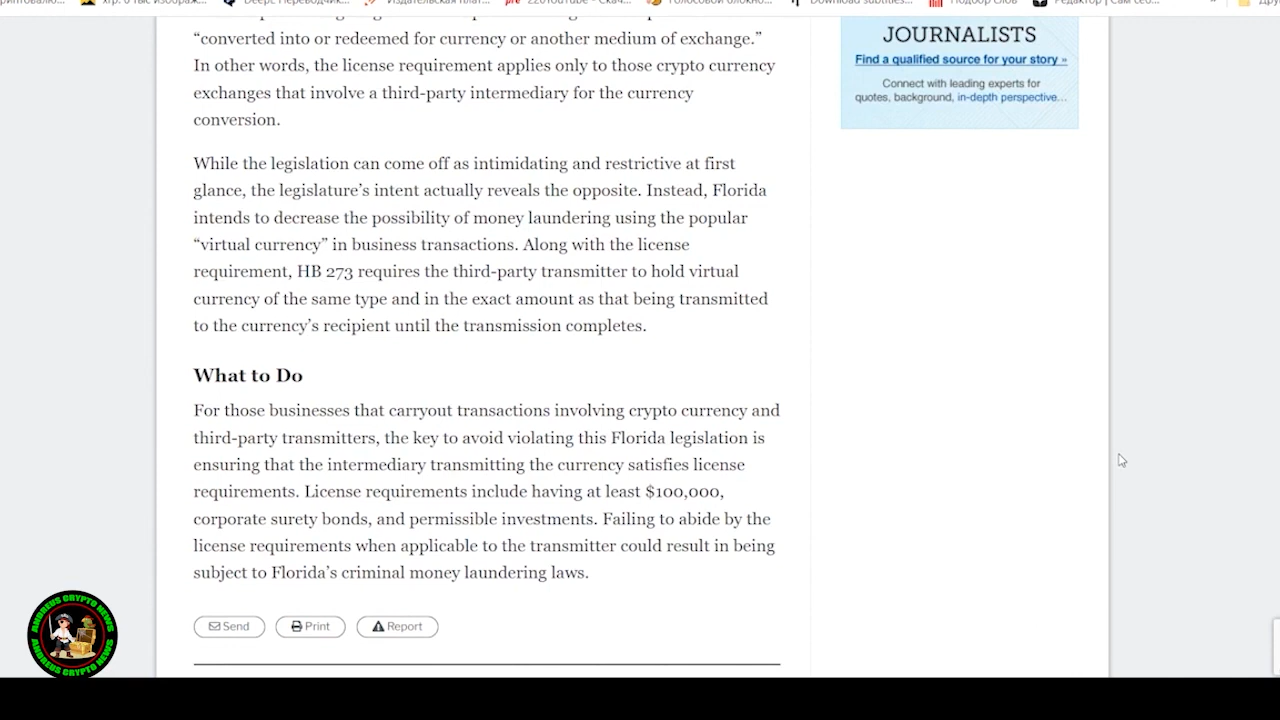 DeepL Переводчик...
Издательская плат...
Голосовой блокно...
Download subtitles...
Подбор слов
Редактор | Сам себ...
»
“converted into or redeemed for currency or another medium of exchange.”
In other words, the license requirement applies only to those crypto currency
exchanges that involve a third-party intermediary for the currency
conversion.
While the legislation can come off as intimidating and restrictive at first
glance, the legislature’s intent actually reveals the opposite. Instead, Florida
intends to decrease the possibility of money laundering using the popular
“virtual currency” in business transactions. Along with the license
requirement, HB 273 requires the third-party transmitter to hold virtual
currency of the same type and in the exact amount as that being transmitted
to the currency’s recipient until the transmission completes.
What to Do
For those businesses that carryout transactions involving crypto currency and
third-party transmitters, the key to avoid violating this Florida legislation is
ensuring that the intermediary transmitting the currency satisfies license
requirements. License requirements include having at least $100,000,
corporate surety bonds, and permissible investments. Failing to abide by the
license requirements when applicable to the transmitter could result in being
subject to Florida’s criminal money laundering laws.
Send
Print
Report
JOURNALISTS
Find a qualified source for your story »
Connect with leading experts for
quotes, background, in-depth perspective...
ANDREUS CRYPTO NEWS
ANDREUS CRYPTO NEWS